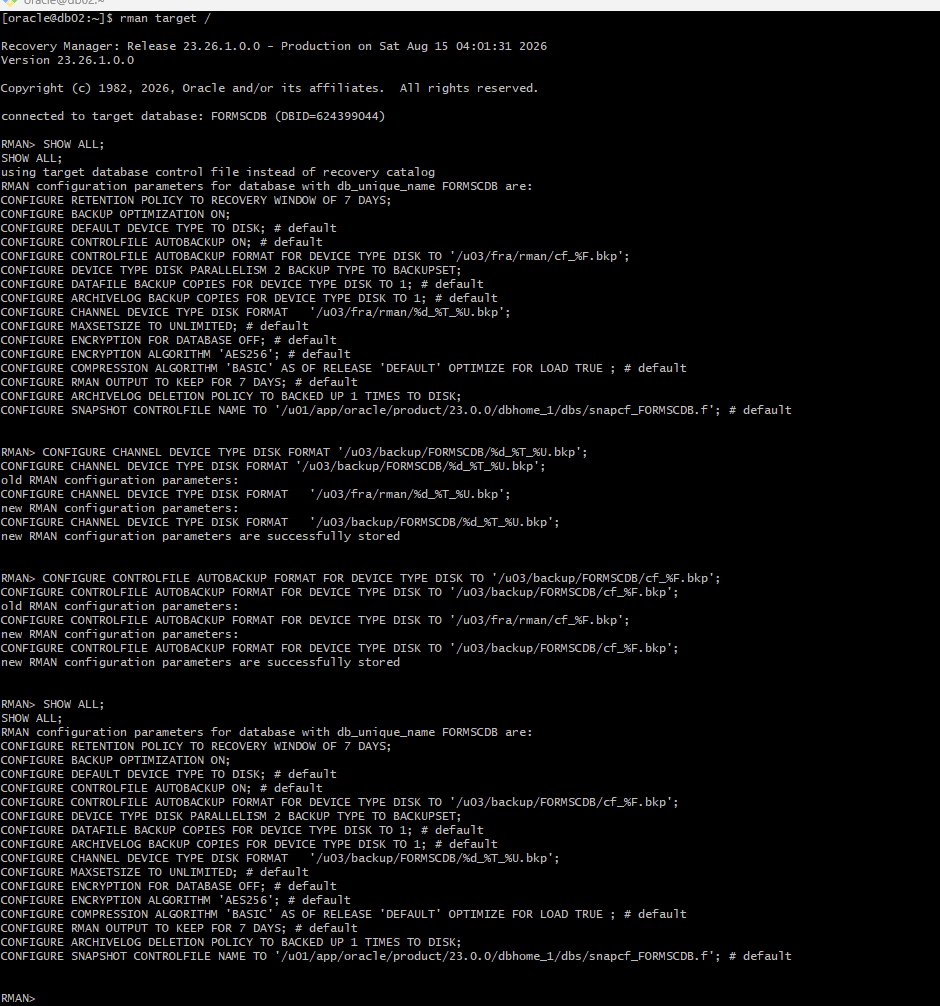 oracle@db02:~
[oracle@db02:~]$ rman target /
Recovery Manager: Release 23.26.1.0.0 - Production on Sat Aug 15 04:01:31 2026
Version 23.26.1.0.0
Copyright (c) 1982, 2026, Oracle and/or its affiliates.  All rights reserved.
connected to target database: FORMSCDB (DBID=624399044)
RMAN> SHOW ALL;
SHOW ALL;
using target database control file instead of recovery catalog
RMAN configuration parameters for database with db_unique_name FORMSCDB are:
CONFIGURE RETENTION POLICY TO RECOVERY WINDOW OF 7 DAYS;
CONFIGURE BACKUP OPTIMIZATION ON;
CONFIGURE DEFAULT DEVICE TYPE TO DISK; # default
CONFIGURE CONTROLFILE AUTOBACKUP ON; # default
CONFIGURE CONTROLFILE AUTOBACKUP FORMAT FOR DEVICE TYPE DISK TO '/u03/fra/rman/cf_%F.bkp';
CONFIGURE DEVICE TYPE DISK PARALLELISM 2 BACKUP TYPE TO BACKUPSET;
CONFIGURE DATAFILE BACKUP COPIES FOR DEVICE TYPE DISK TO 1; # default
CONFIGURE ARCHIVELOG BACKUP COPIES FOR DEVICE TYPE DISK TO 1; # default
CONFIGURE CHANNEL DEVICE TYPE DISK FORMAT   '/u03/fra/rman/%d_%T_%U.bkp';
CONFIGURE MAXSETSIZE TO UNLIMITED; # default
CONFIGURE ENCRYPTION FOR DATABASE OFF; # default
CONFIGURE ENCRYPTION ALGORITHM 'AES256'; # default
CONFIGURE COMPRESSION ALGORITHM 'BASIC' AS OF RELEASE 'DEFAULT' OPTIMIZE FOR LOAD TRUE ; # default
CONFIGURE RMAN OUTPUT TO KEEP FOR 7 DAYS; # default
CONFIGURE ARCHIVELOG DELETION POLICY TO BACKED UP 1 TIMES TO DISK;
CONFIGURE SNAPSHOT CONTROLFILE NAME TO '/u01/app/oracle/product/23.0.0/dbhome_1/dbs/snapcf_FORMSCDB.f'; # default
RMAN> CONFIGURE CHANNEL DEVICE TYPE DISK FORMAT '/u03/backup/FORMSCDB/%d_%T_%U.bkp';
CONFIGURE CHANNEL DEVICE TYPE DISK FORMAT '/u03/backup/FORMSCDB/%d_%T_%U.bkp';
old RMAN configuration parameters:
CONFIGURE CHANNEL DEVICE TYPE DISK FORMAT   '/u03/fra/rman/%d_%T_%U.bkp';
new RMAN configuration parameters:
CONFIGURE CHANNEL DEVICE TYPE DISK FORMAT   '/u03/backup/FORMSCDB/%d_%T_%U.bkp';
new RMAN configuration parameters are successfully stored
RMAN> CONFIGURE CONTROLFILE AUTOBACKUP FORMAT FOR DEVICE TYPE DISK TO '/u03/backup/FORMSCDB/cf_%F.bkp';
CONFIGURE CONTROLFILE AUTOBACKUP FORMAT FOR DEVICE TYPE DISK TO '/u03/backup/FORMSCDB/cf_%F.bkp';
old RMAN configuration parameters:
CONFIGURE CONTROLFILE AUTOBACKUP FORMAT FOR DEVICE TYPE DISK TO '/u03/fra/rman/cf_%F.bkp';
new RMAN configuration parameters:
CONFIGURE CONTROLFILE AUTOBACKUP FORMAT FOR DEVICE TYPE DISK TO '/u03/backup/FORMSCDB/cf_%F.bkp';
new RMAN configuration parameters are successfully stored
RMAN> SHOW ALL;
SHOW ALL;
RMAN configuration parameters for database with db_unique_name FORMSCDB are:
CONFIGURE RETENTION POLICY TO RECOVERY WINDOW OF 7 DAYS;
CONFIGURE BACKUP OPTIMIZATION ON;
CONFIGURE DEFAULT DEVICE TYPE TO DISK; # default
CONFIGURE CONTROLFILE AUTOBACKUP ON; # default
CONFIGURE CONTROLFILE AUTOBACKUP FORMAT FOR DEVICE TYPE DISK TO '/u03/backup/FORMSCDB/cf_%F.bkp';
CONFIGURE DEVICE TYPE DISK PARALLELISM 2 BACKUP TYPE TO BACKUPSET;
CONFIGURE DATAFILE BACKUP COPIES FOR DEVICE TYPE DISK TO 1; # default
CONFIGURE ARCHIVELOG BACKUP COPIES FOR DEVICE TYPE DISK TO 1; # default
CONFIGURE CHANNEL DEVICE TYPE DISK FORMAT   '/u03/backup/FORMSCDB/%d_%T_%U.bkp';
CONFIGURE MAXSETSIZE TO UNLIMITED; # default
CONFIGURE ENCRYPTION FOR DATABASE OFF; # default
CONFIGURE ENCRYPTION ALGORITHM 'AES256'; # default
CONFIGURE COMPRESSION ALGORITHM 'BASIC' AS OF RELEASE 'DEFAULT' OPTIMIZE FOR LOAD TRUE ; # default
CONFIGURE RMAN OUTPUT TO KEEP FOR 7 DAYS; # default
CONFIGURE ARCHIVELOG DELETION POLICY TO BACKED UP 1 TIMES TO DISK;
CONFIGURE SNAPSHOT CONTROLFILE NAME TO '/u01/app/oracle/product/23.0.0/dbhome_1/dbs/snapcf_FORMSCDB.f'; # default
RMAN>